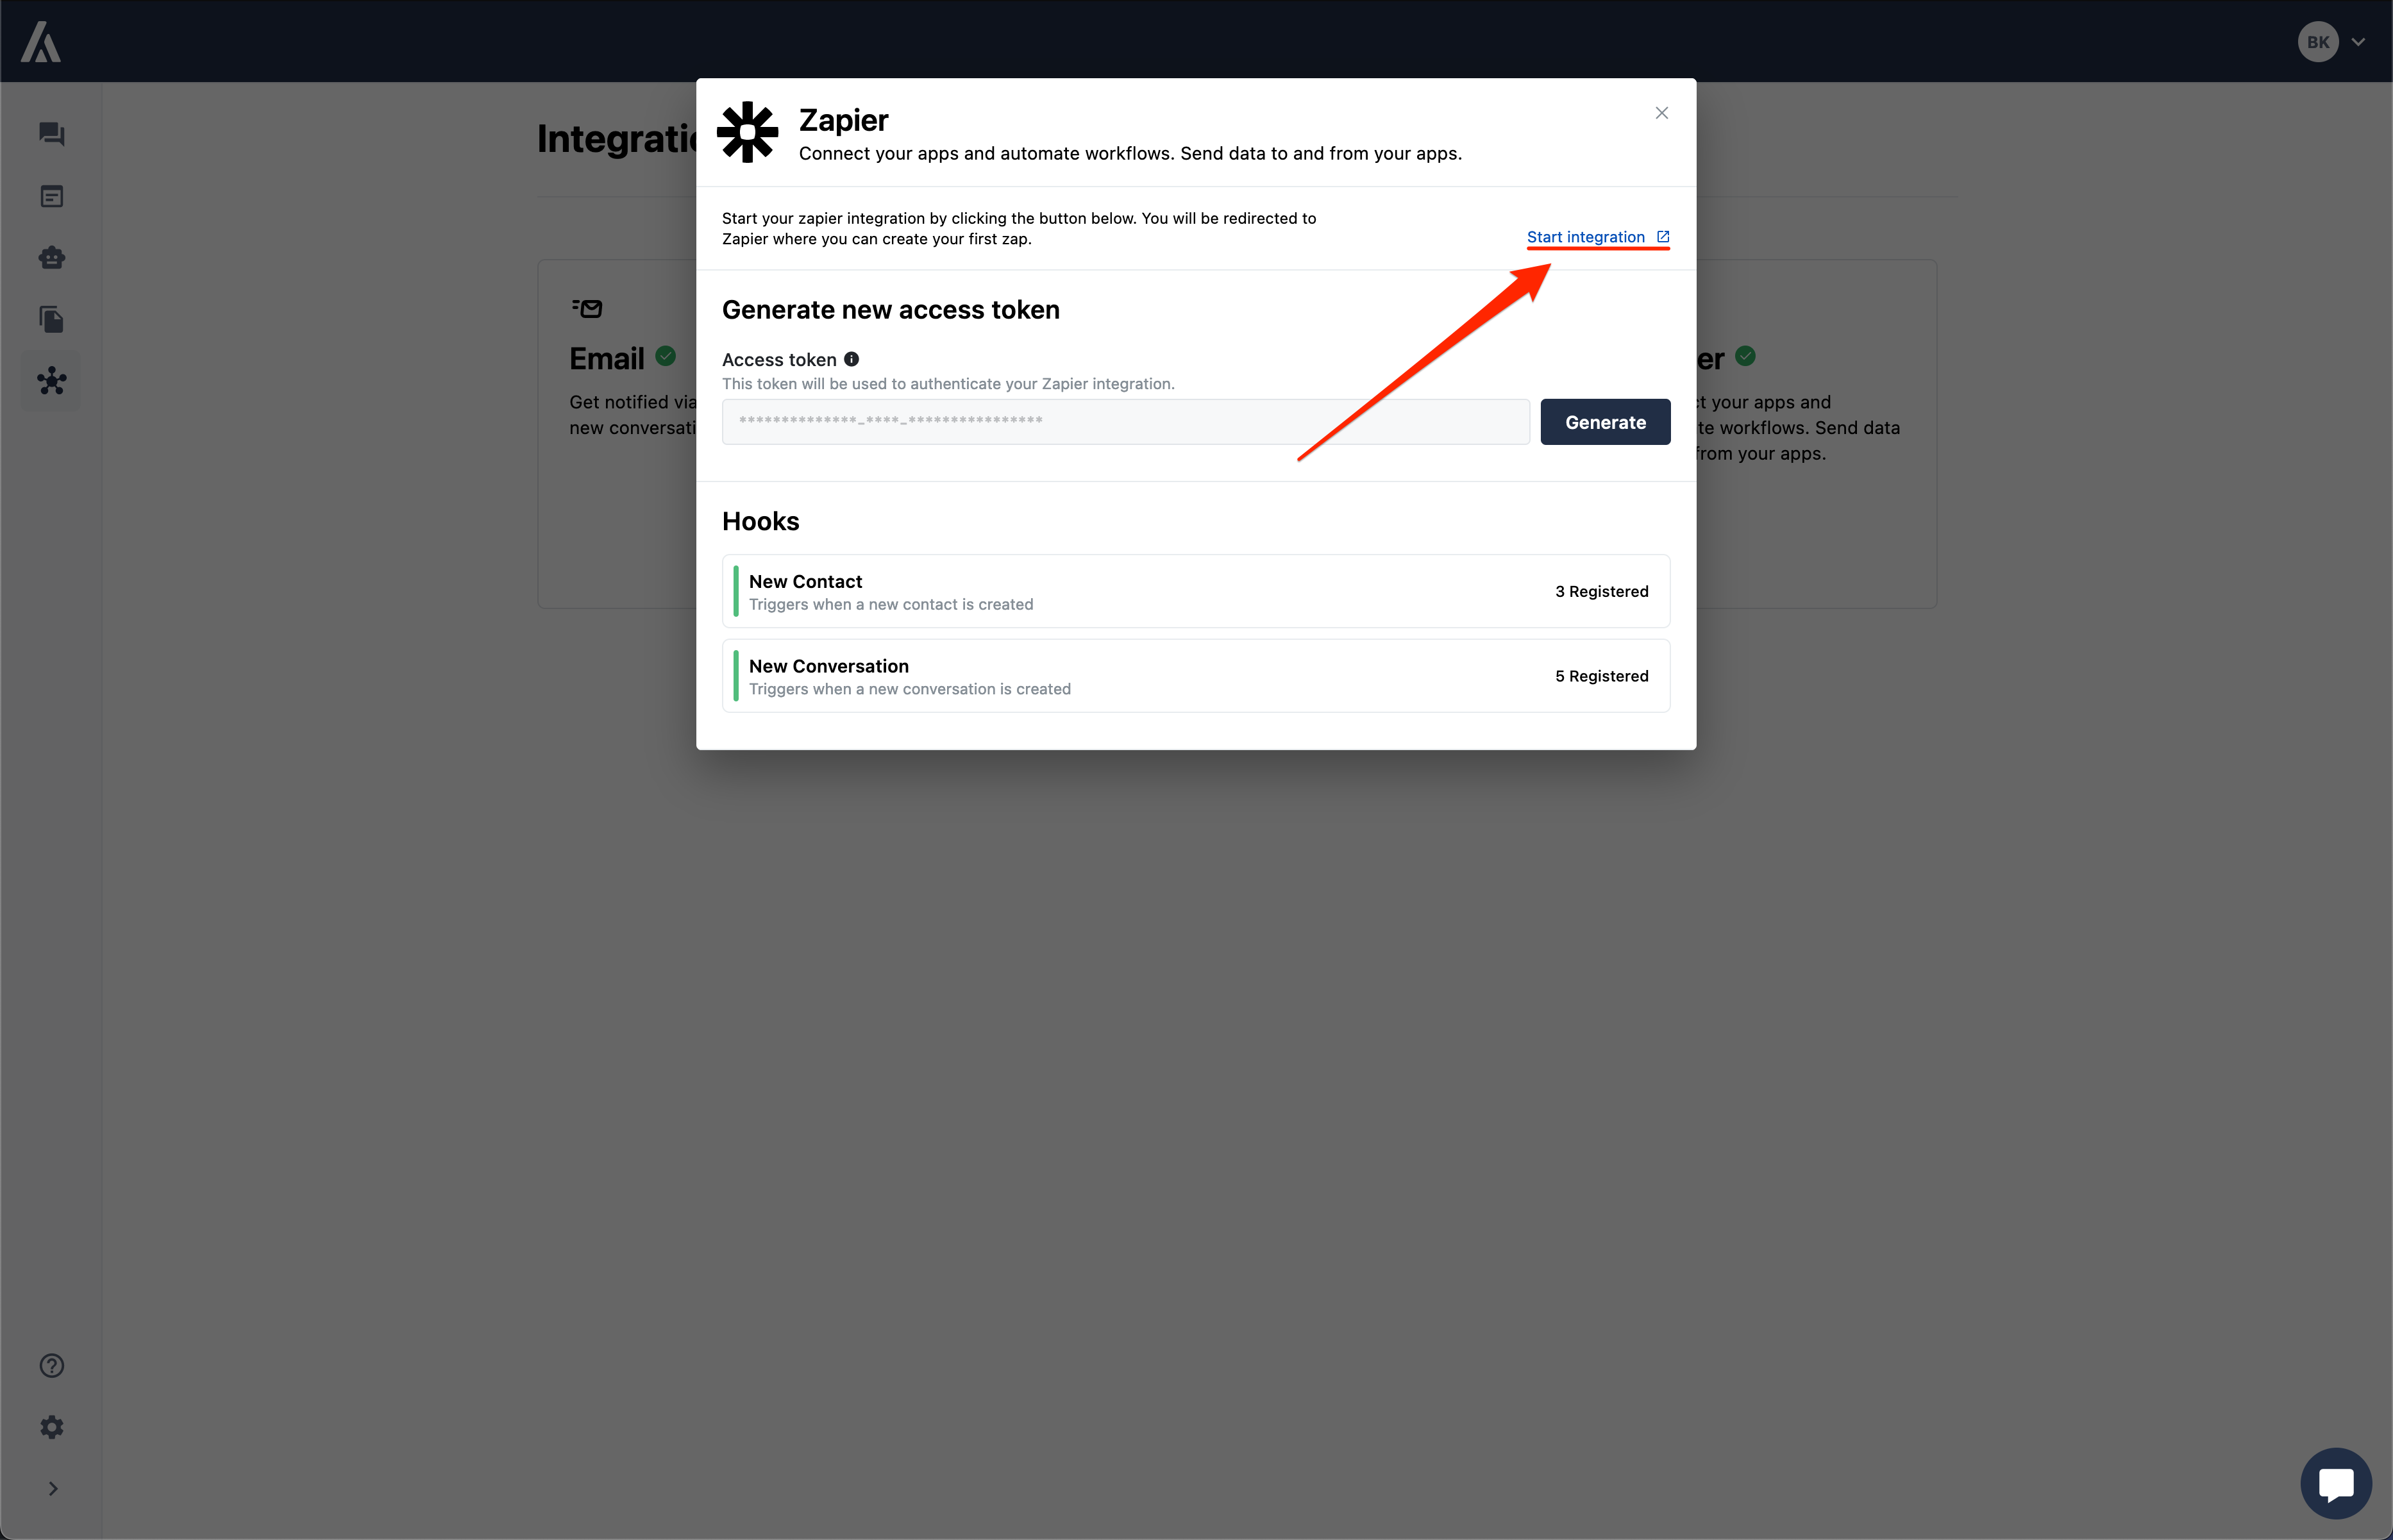 BK
Integratio
Zapier
Connect your apps and automate workflows. Send data to and from your apps.
Start your zapier integration by clicking the button below. You will be redirected to
Zapier where you can create your first zap.
Start integration
Generate new access token
Access token
This token will be used to authenticate your Zapier integration.
**************_****_****************
Generate
Hooks
New Contact
Triggers when a new contact is created
3 Registered
New Conversation
Triggers when a new conversation is created
5 Registered
Email
Get notified via
new conversati
er
ct your apps and
te workflows. Send data
from your apps.